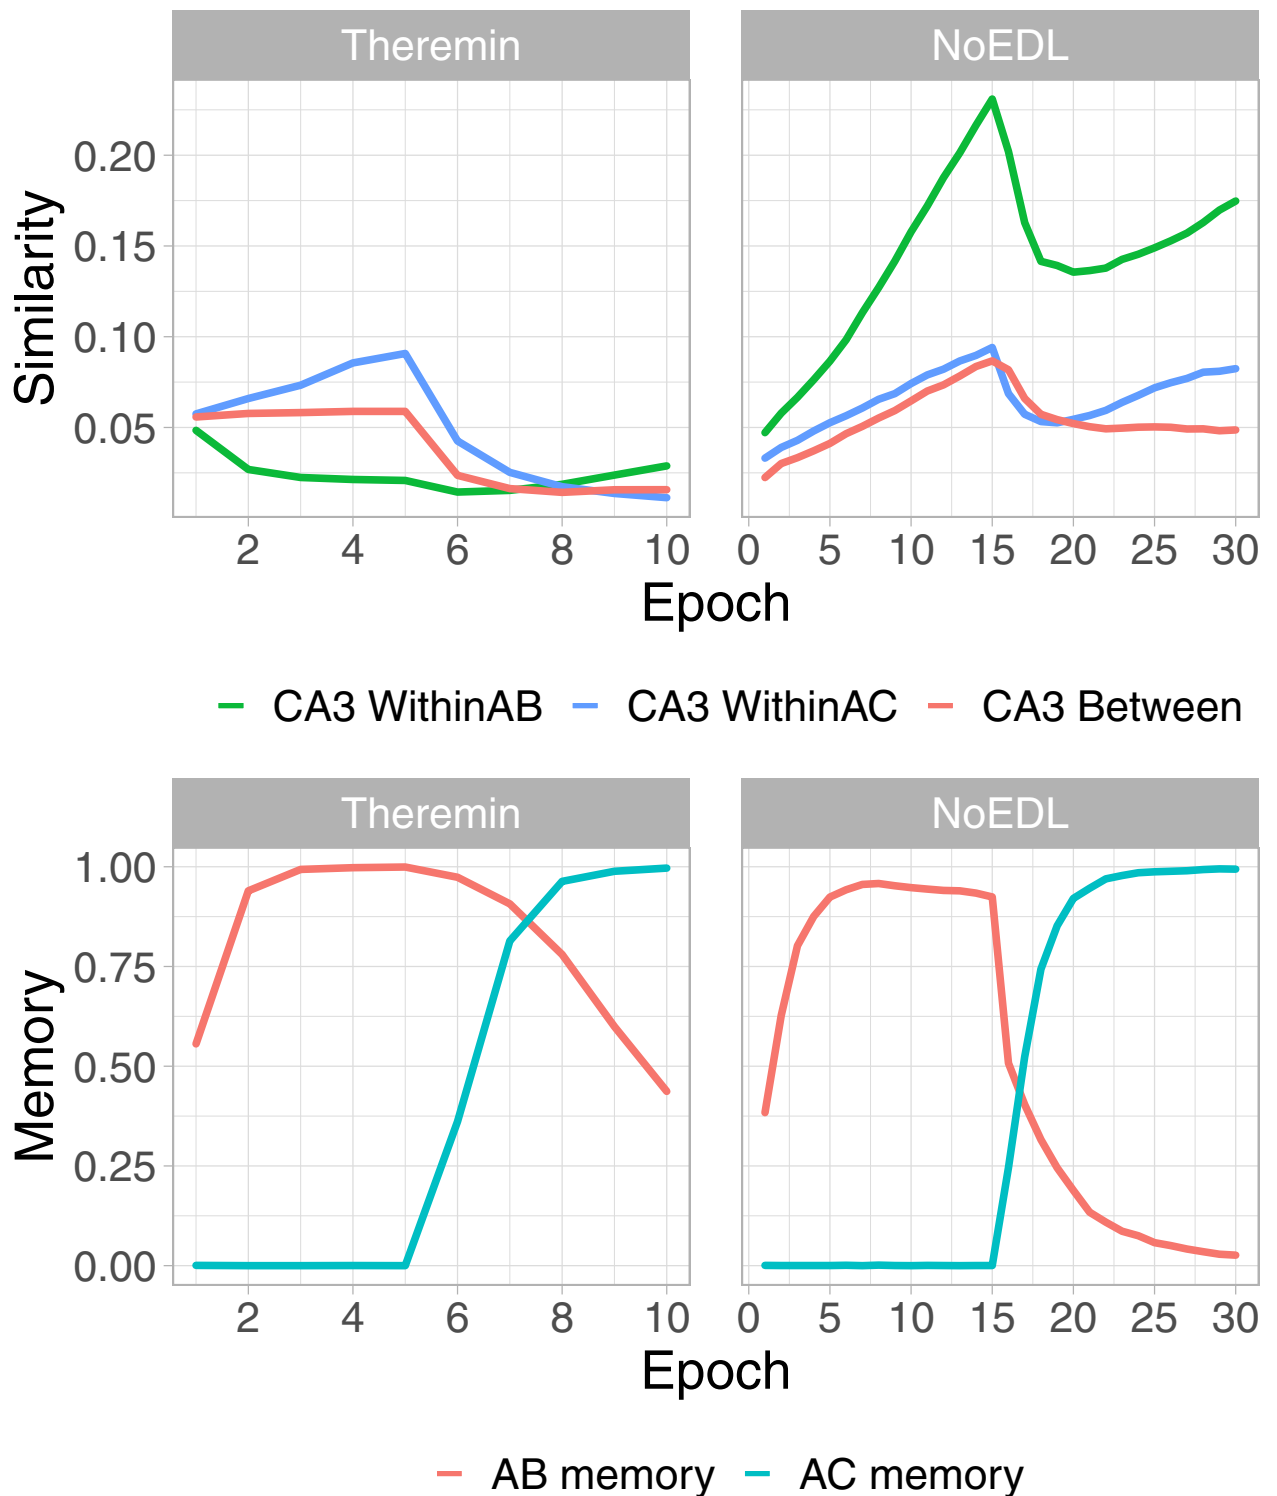 Theremin NoEDL
0.20
0.15
0.10
0.05
Similarity
2 4 6 8 10 0 5 10 15 20 25 30
Epoch
CA3 WithinAB CA3 WithinAC CA3 Between
Theremin NoEDL
1.00
0.75
0.50
0.25
0.00
Memory
2 4 6 8 10 0 5 10 15 20 25 30
Epoch
AB memory AC memory